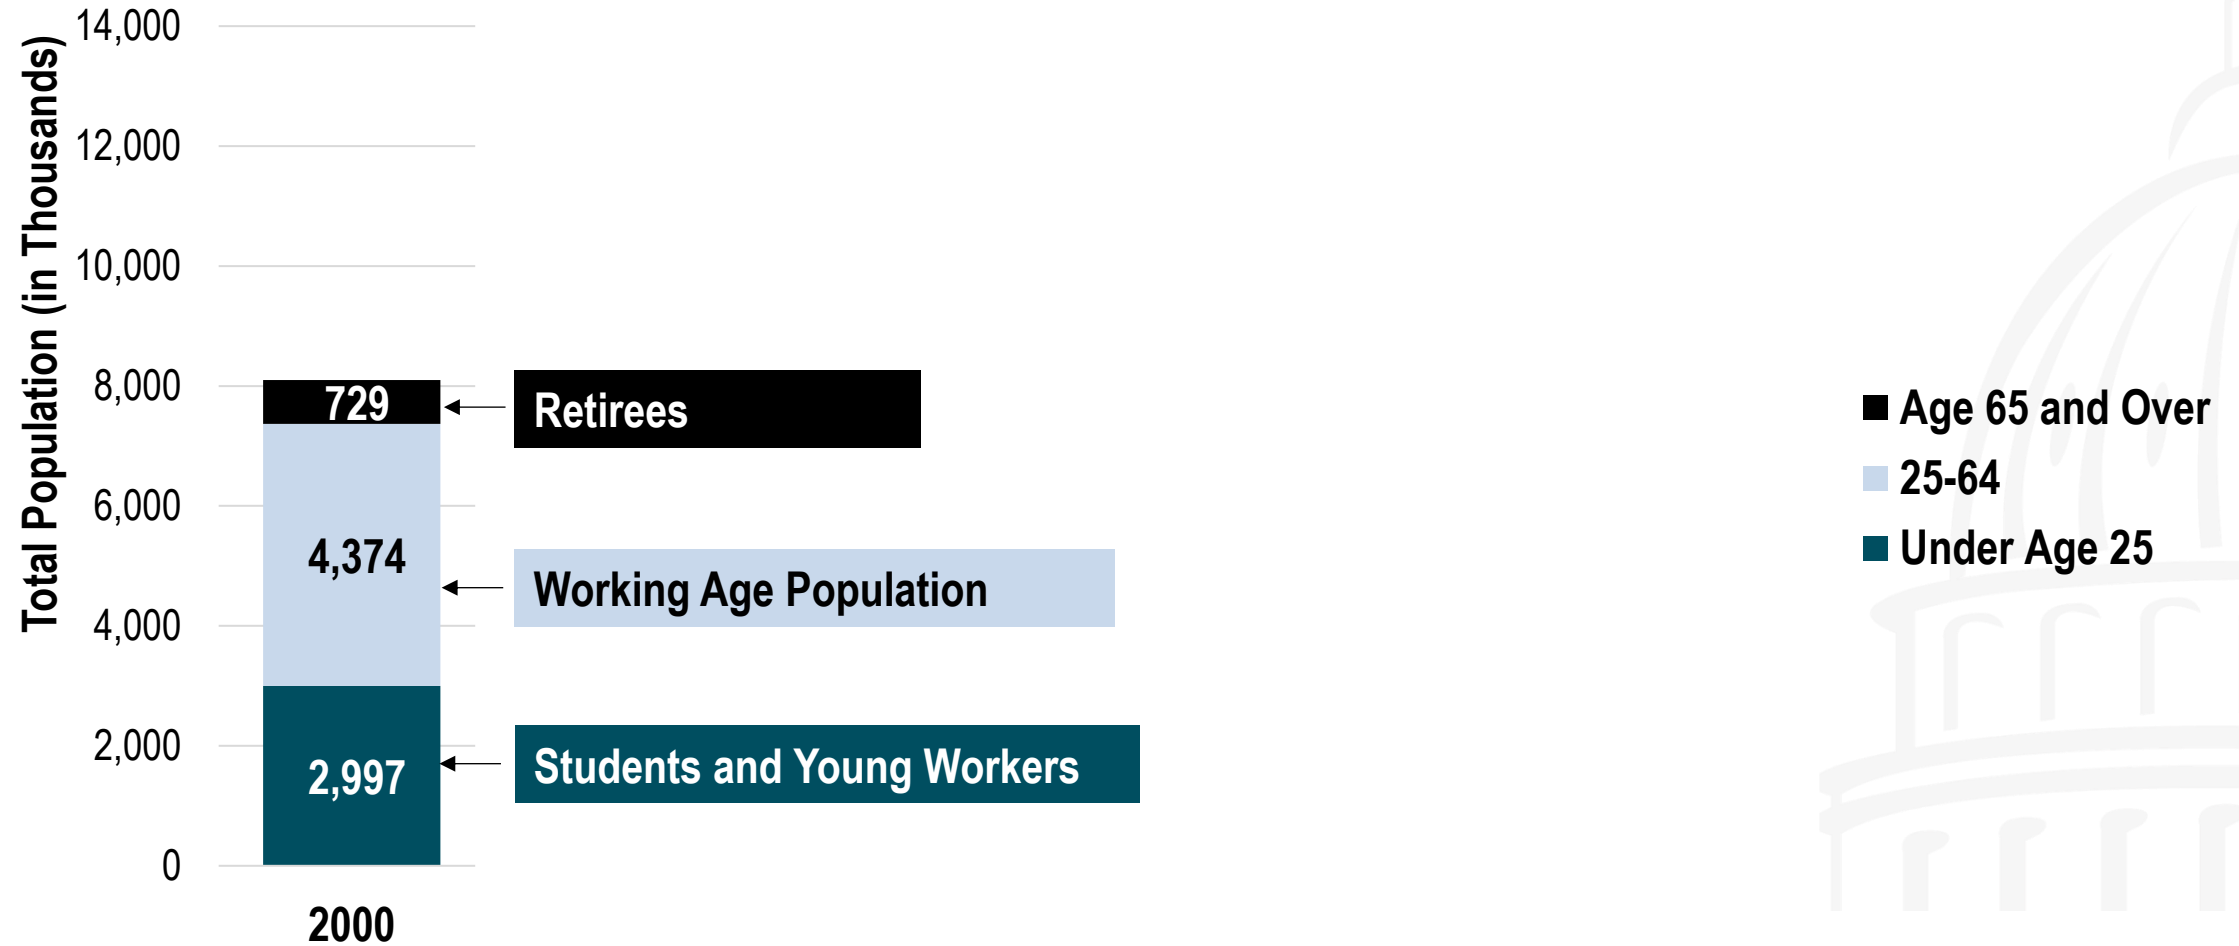 Total Population (in Thousands)
14,000
12,000
10,000
8,000
6,000
4,000
2,000
0
729
4,374
2,997
2000
Retirees
Working Age Population
Students and Young Workers
Age 65 and Over
25-64
Under Age 25